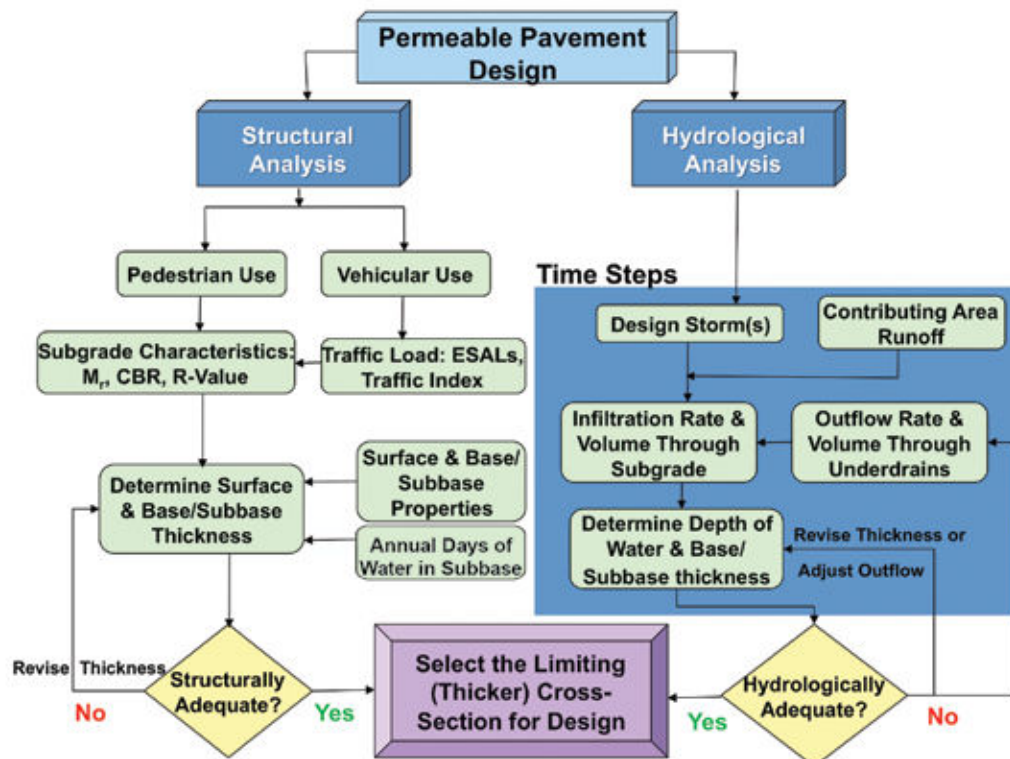 Permeable Pavement
Design
Structural
Analysis
Hydrological
Analysis
Pedestrian Use
Vehicular Use
Time Steps
Design Storm(s)
Contributing Area
Runoff
Subgrade Characteristics:
Mr, CBR, R-Value
Traffic Load: ESALs,
Traffic Index
Infiltration Rate &
Volume Through
Subgrade
Outflow Rate &
Volume Through
Underdrains
Surface & Base/
Subbase
Properties
Determine Surface
& Base/Subbase
Thickness
Annual Days of
Water in Subbase
Determine Depth of
Water & Base/
Subbase thickness
Revise Thickness or
Adjust Outflow
Revise Thickness
No
Structurally
Adequate?
Yes
Select the Limiting
(Thicker) Cross-
Section for Design
Yes
Hydrologically
Adequate?
No